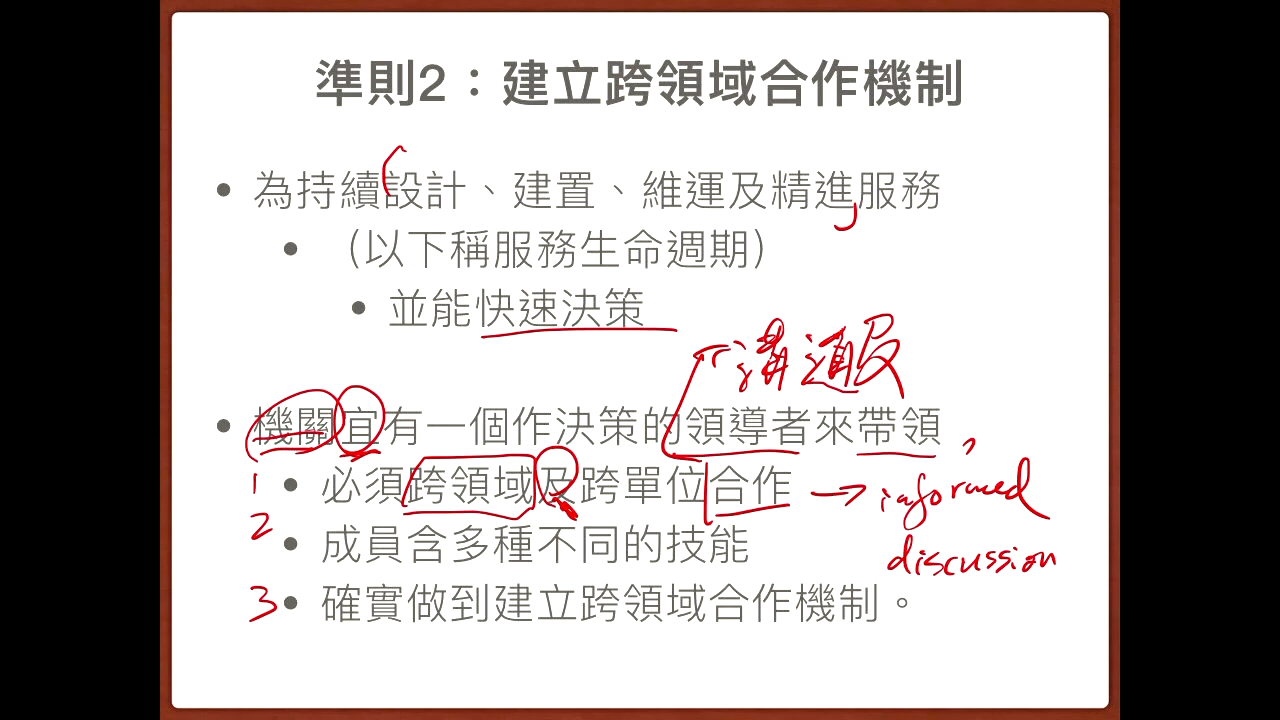 準則2：建立跨領域合作機制
• 為持續設計、建置、維運及精進服務
• （以下稱服務生命週期）
• 並能快速決策
溝通
• 機關宜有一個作決策的領導者來帶領，
1 • 必須跨領域及跨單位合作 → informed
2 • 成員含多種不同的技能
discussion
3 • 確實做到建立跨領域合作機制。